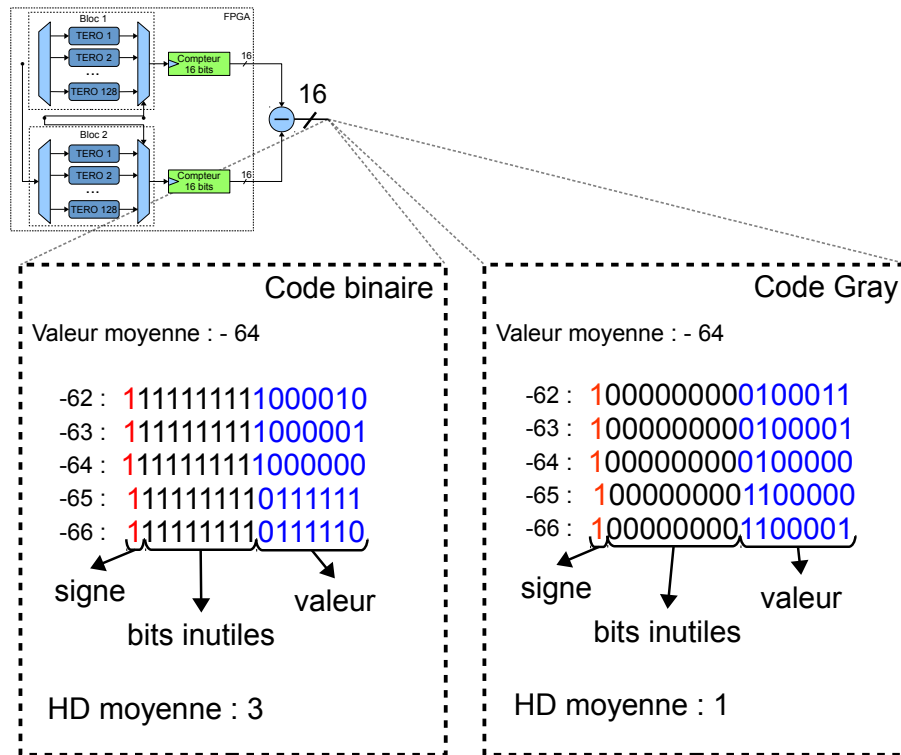 FPGA
Bloc 1
TERO 1
TERO 2
...
TERO 128
Compteur
16 bits
16
16
Bloc 2
TERO 1
TERO 2
...
TERO 128
Compteur
16 bits
16
Code binaire
Valeur moyenne : - 64
-62 : 1111111111000010
-63 : 1111111111000001
-64 : 1111111111000000
-65 : 1111111110111111
-66 : 1111111110111110
signe
bits inutiles
valeur
HD moyenne : 3
Code Gray
Valeur moyenne : - 64
-62 : 1000000000100011
-63 : 1000000000100001
-64 : 1000000000100000
-65 : 1000000001100000
-66 : 1000000001100001
signe
bits inutiles
valeur
HD moyenne : 1